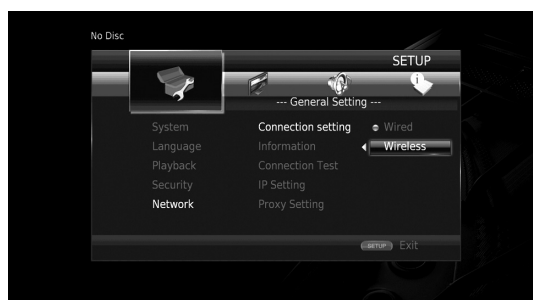 No Disc
SETUP
--- General Setting ---
System Connection setting Wired
Language Information Wireless
Playback Connection Test
Security IP Setting
Network Proxy Setting
SETUP Exit